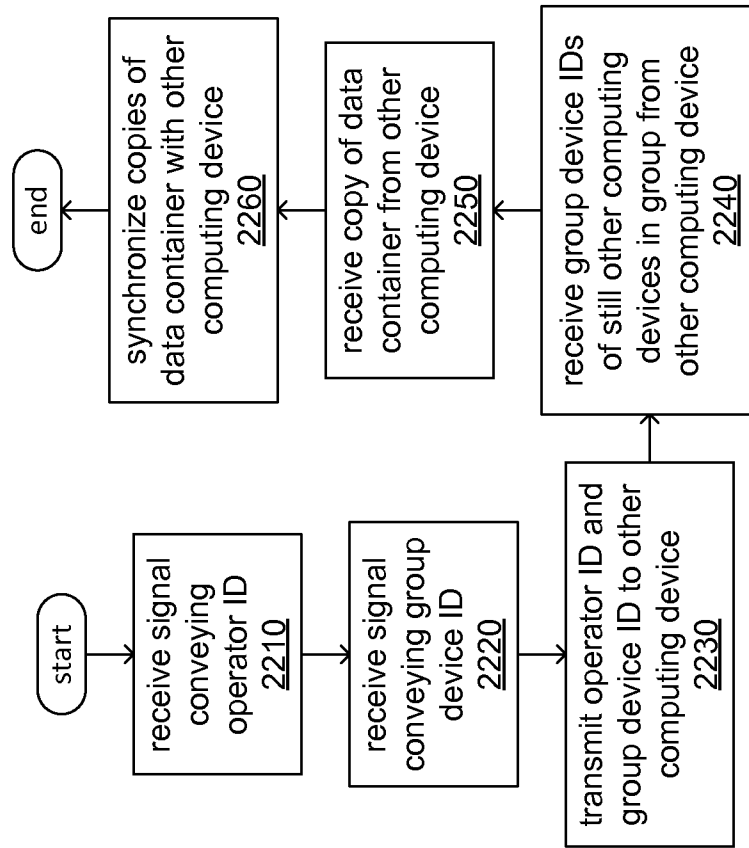 start
receive signal
conveying
operator ID
2210
receive signal
conveying group
device ID
2220
transmit operator ID and
group device ID to other
computing device
2230
receive group device IDs
of still other computing
devices in group from
other computing device
2240
receive copy of data
container from other
computing device
2250
synchronize copies of
data container with other
computing device
2260
end